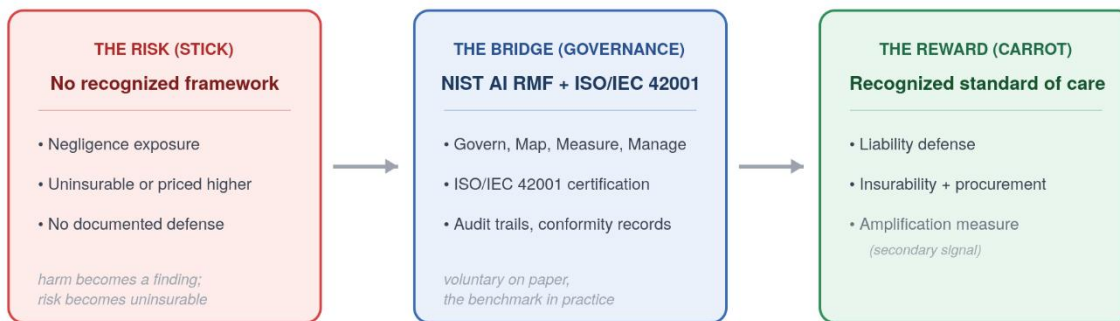 THE RISK (STICK)
No recognized framework
• Negligence exposure
• Uninsurable or priced higher
• No documented defense
harm becomes a finding;
risk becomes uninsurable
THE BRIDGE (GOVERNANCE)
NIST AI RMF + ISO/IEC 42001
• Govern, Map, Measure, Manage
• ISO/IEC 42001 certification
• Audit trails, conformity records
voluntary on paper,
the benchmark in practice
THE REWARD (CARROT)
Recognized standard of care
• Liability defense
• Insurability + procurement
• Amplification measure
(secondary signal)